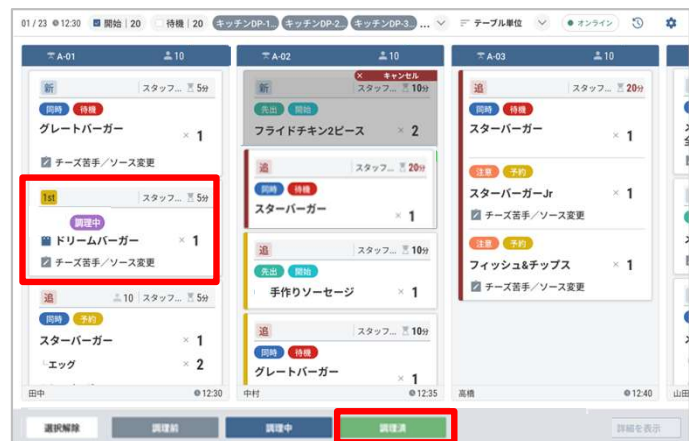 01 / 23 12:30 開始 | 20 待機 | 20 キッチンDP-1... キッチンDP-2... キッチンDP-3... ... テーブル単位 オンライン
A-01 10
新 スタッフ... 5分
同時 待機
グレートバーガー × 1
チーズ苦手／ソース変更
1st スタッフ... 5分
調理中
ドリームバーガー × 1
チーズ苦手／ソース変更
追 10 スタッフ... 5分
同時 予約
スターバーガー × 1
エッグ × 2
田中 12:30
A-02 10
× キャンセル
新 スタッフ... 10分
先出 開始
フライドチキン2ピース × 2
追 スタッフ... 20分
同時 待機
スターバーガー × 1
追 スタッフ... 10分
先出 開始
手作りソーセージ × 1
追 スタッフ... 10分
同時 待機
グレートバーガー × 1
中村 12:35
A-03 10
追 スタッフ... 20分
同時 待機
スターバーガー × 1
注意 予約
スターバーガーJr × 1
チーズ苦手／ソース変更
注意 予約
フィッシュ&チップス × 1
チーズ苦手／ソース変更
高橋 12:40
山田
選択解除 調理前 調理中 調理済 詳細を表示